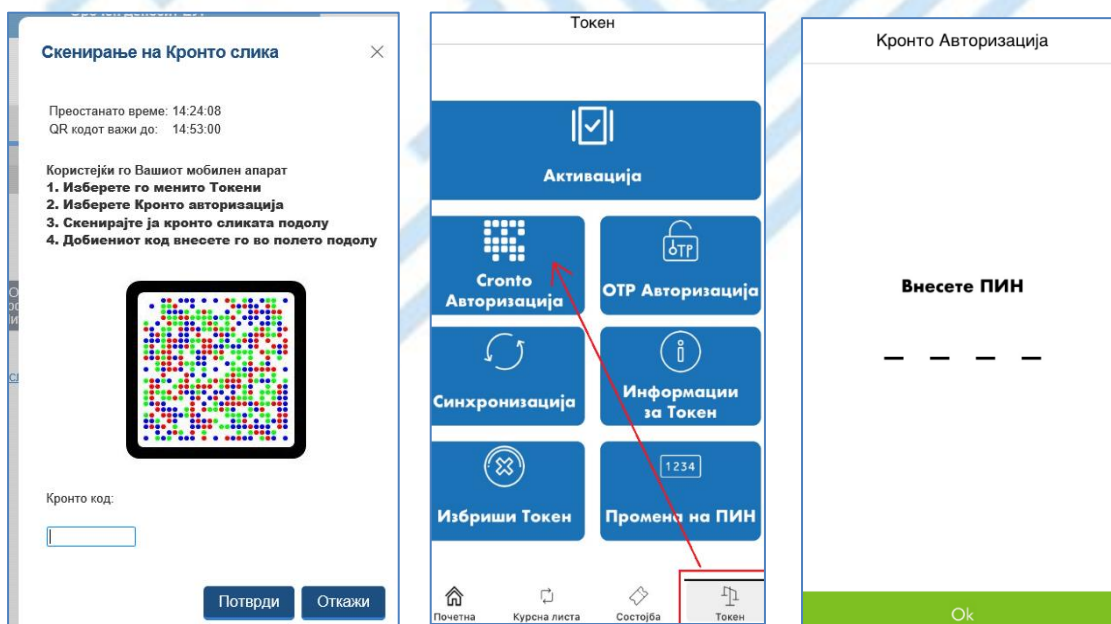 Скенирање на Кронто слика
Преостанато време: 14:24:08
QR кодот важи до: 14:53:00
Користејќи го Вашиот мобилен апарат
1. Изберете го менито Токени
2. Изберете Кронто авторизација
3. Скенирајте ја кронто сликата подолу
4. Добиениот код внесете го во полето подолу
Кронто код:
Потврди
Откажи
Токен
Активација
Cronto
Авторизација
OTP
ОТР Авторизација
Синхронизација
Информации
за Токен
Избриши Токен
1234
Промена на ПИН
Почетна
Курсна листа
Состојба
Токен
Кронто Авторизација
Внесете ПИН
Ok